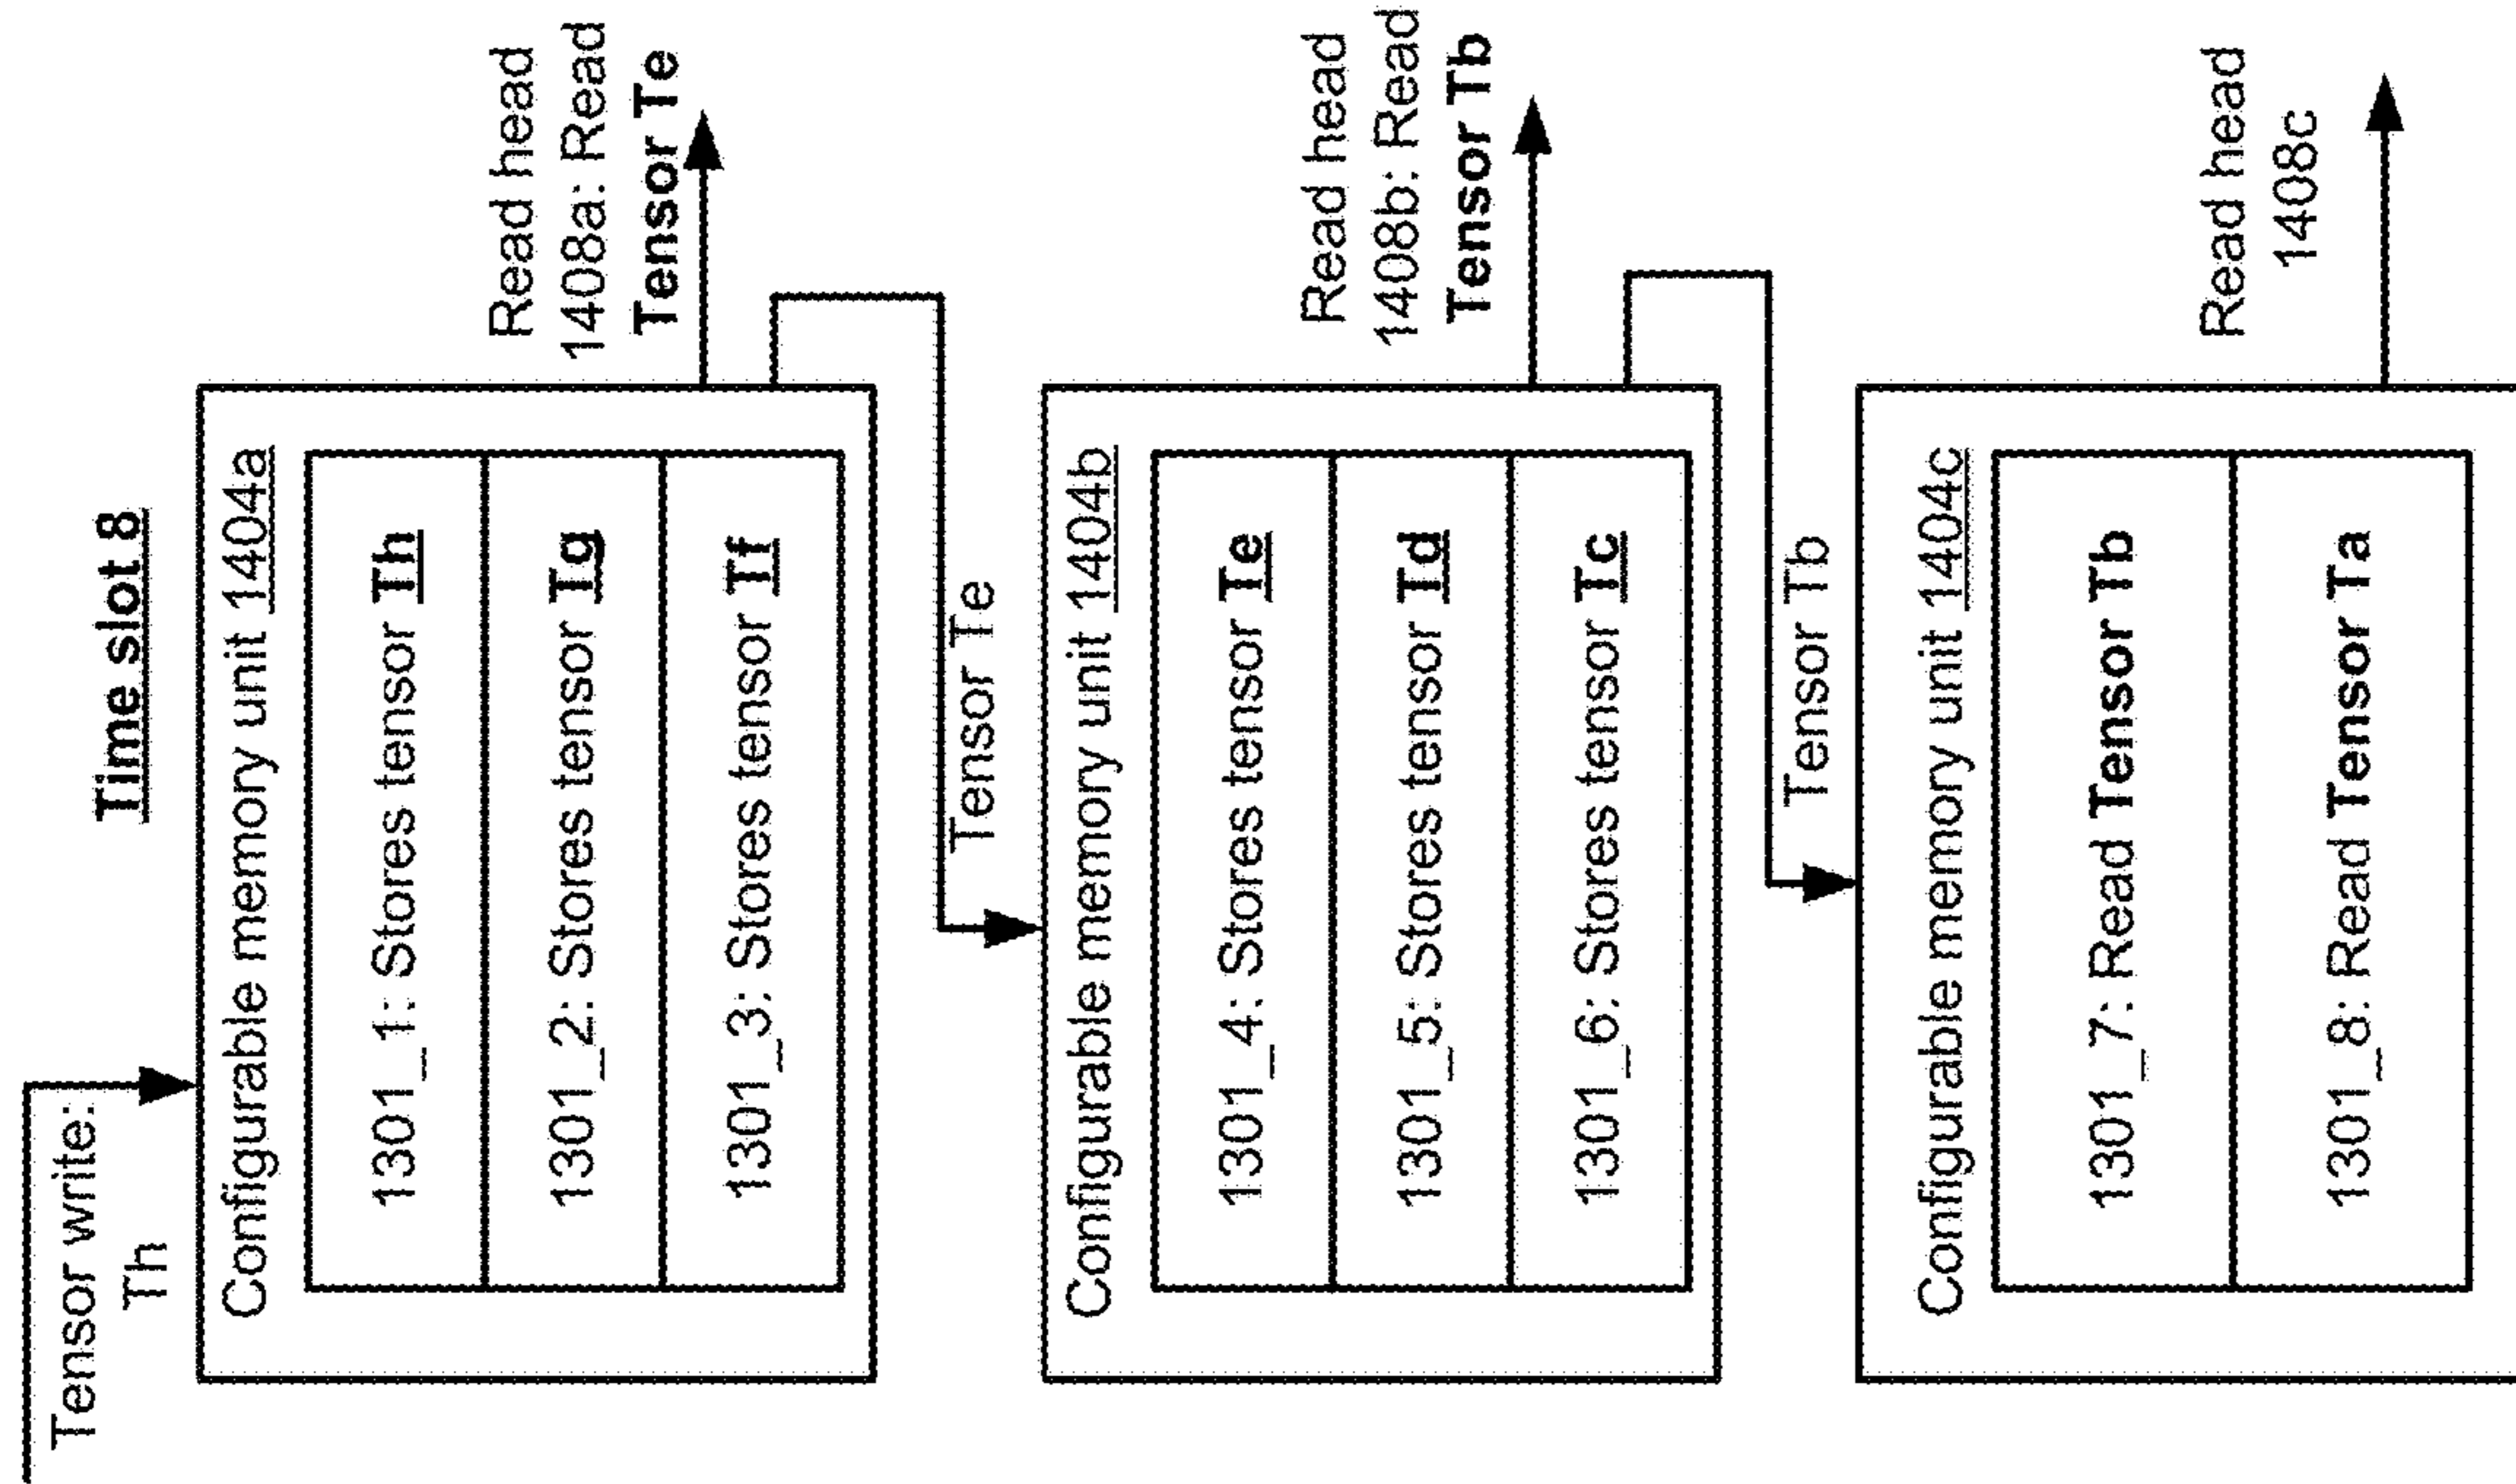 Time slot 8
Tensor write:
Th
Configurable memory unit 1404a
1301_1: Stores tensor Th
1301_2: Stores tensor Tg
1301_3: Stores tensor Tf
Read head
1408a: Read
Tensor Te
Tensor Te
Configurable memory unit 1404b
1301_4: Stores tensor Te
1301_5: Stores tensor Td
1301_6: Stores tensor Tc
Read head
1408b: Read
Tensor Tb
Tensor Tb
Configurable memory unit 1404c
1301_7: Read Tensor Tb
1301_8: Read Tensor Ta
Read head
1408c